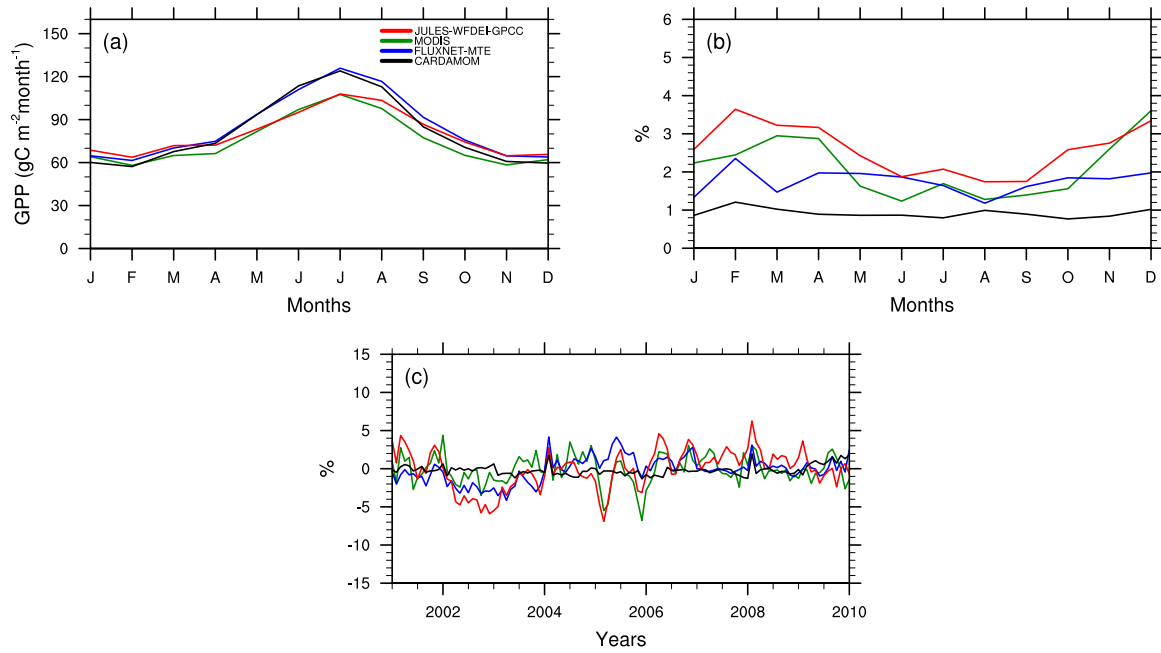 (a)
JULES-WFDEI-GPCC
MODIS
FLUXNET-MTE
CARDAMOM
GPP (gC m⁻²month⁻¹)
150
120
90
60
30
0
J F M A M J J A S O N D
Months
(b)
%
6
5
4
3
2
1
0
J F M A M J J A S O N D
Months
(c)
%
15
10
5
0
-5
-10
-15
2002 2004 2006 2008 2010
Years